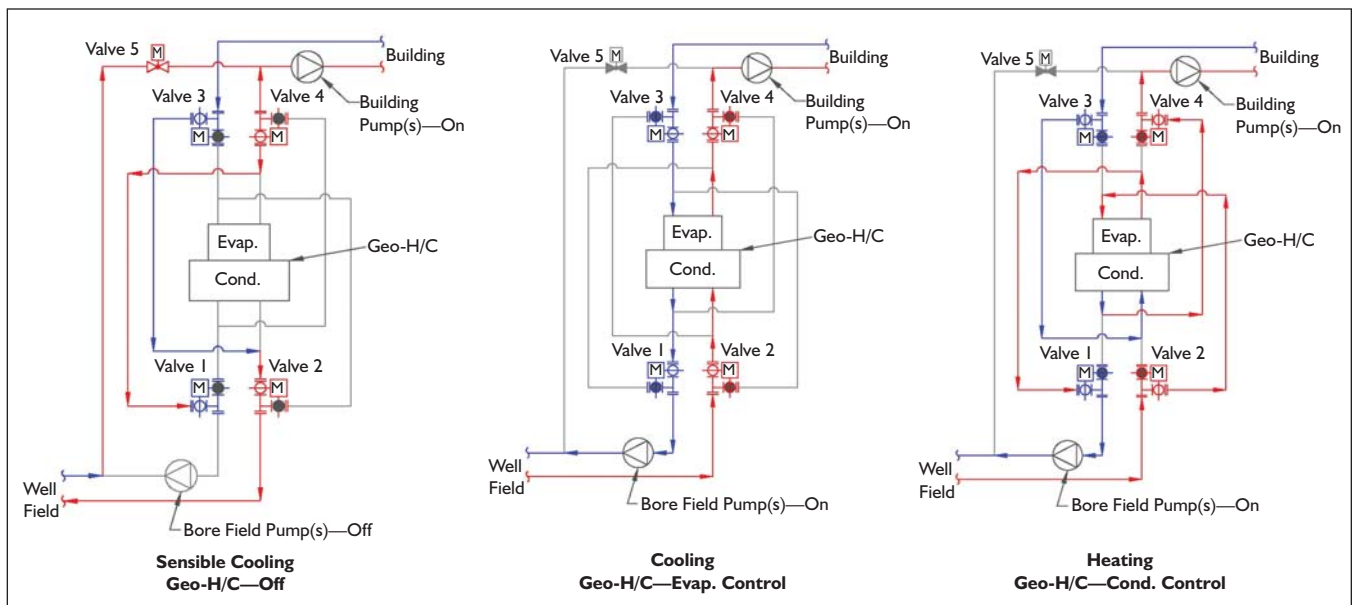 Valve 5
M
Building
Valve 3
Valve 4
Building
Pump(s)—On
M
M
Evap.
Geo-H/C
Cond.
Valve 1
Valve 2
M
M
Well
Field
Bore Field Pump(s)—Off
Sensible Cooling
Geo-H/C—Off
Valve 5
M
Building
Valve 3
Valve 4
Building
Pump(s)—On
M
M
Evap.
Geo-H/C
Cond.
Valve 1
Valve 2
M
M
Well
Field
Bore Field Pump(s)—On
Cooling
Geo-H/C—Evap. Control
Valve 5
M
Building
Valve 3
Valve 4
Building
Pump(s)—On
M
M
Evap.
Geo-H/C
Cond.
Valve 1
Valve 2
M
M
Well
Field
Bore Field Pump(s)—On
Heating
Geo-H/C—Cond. Control